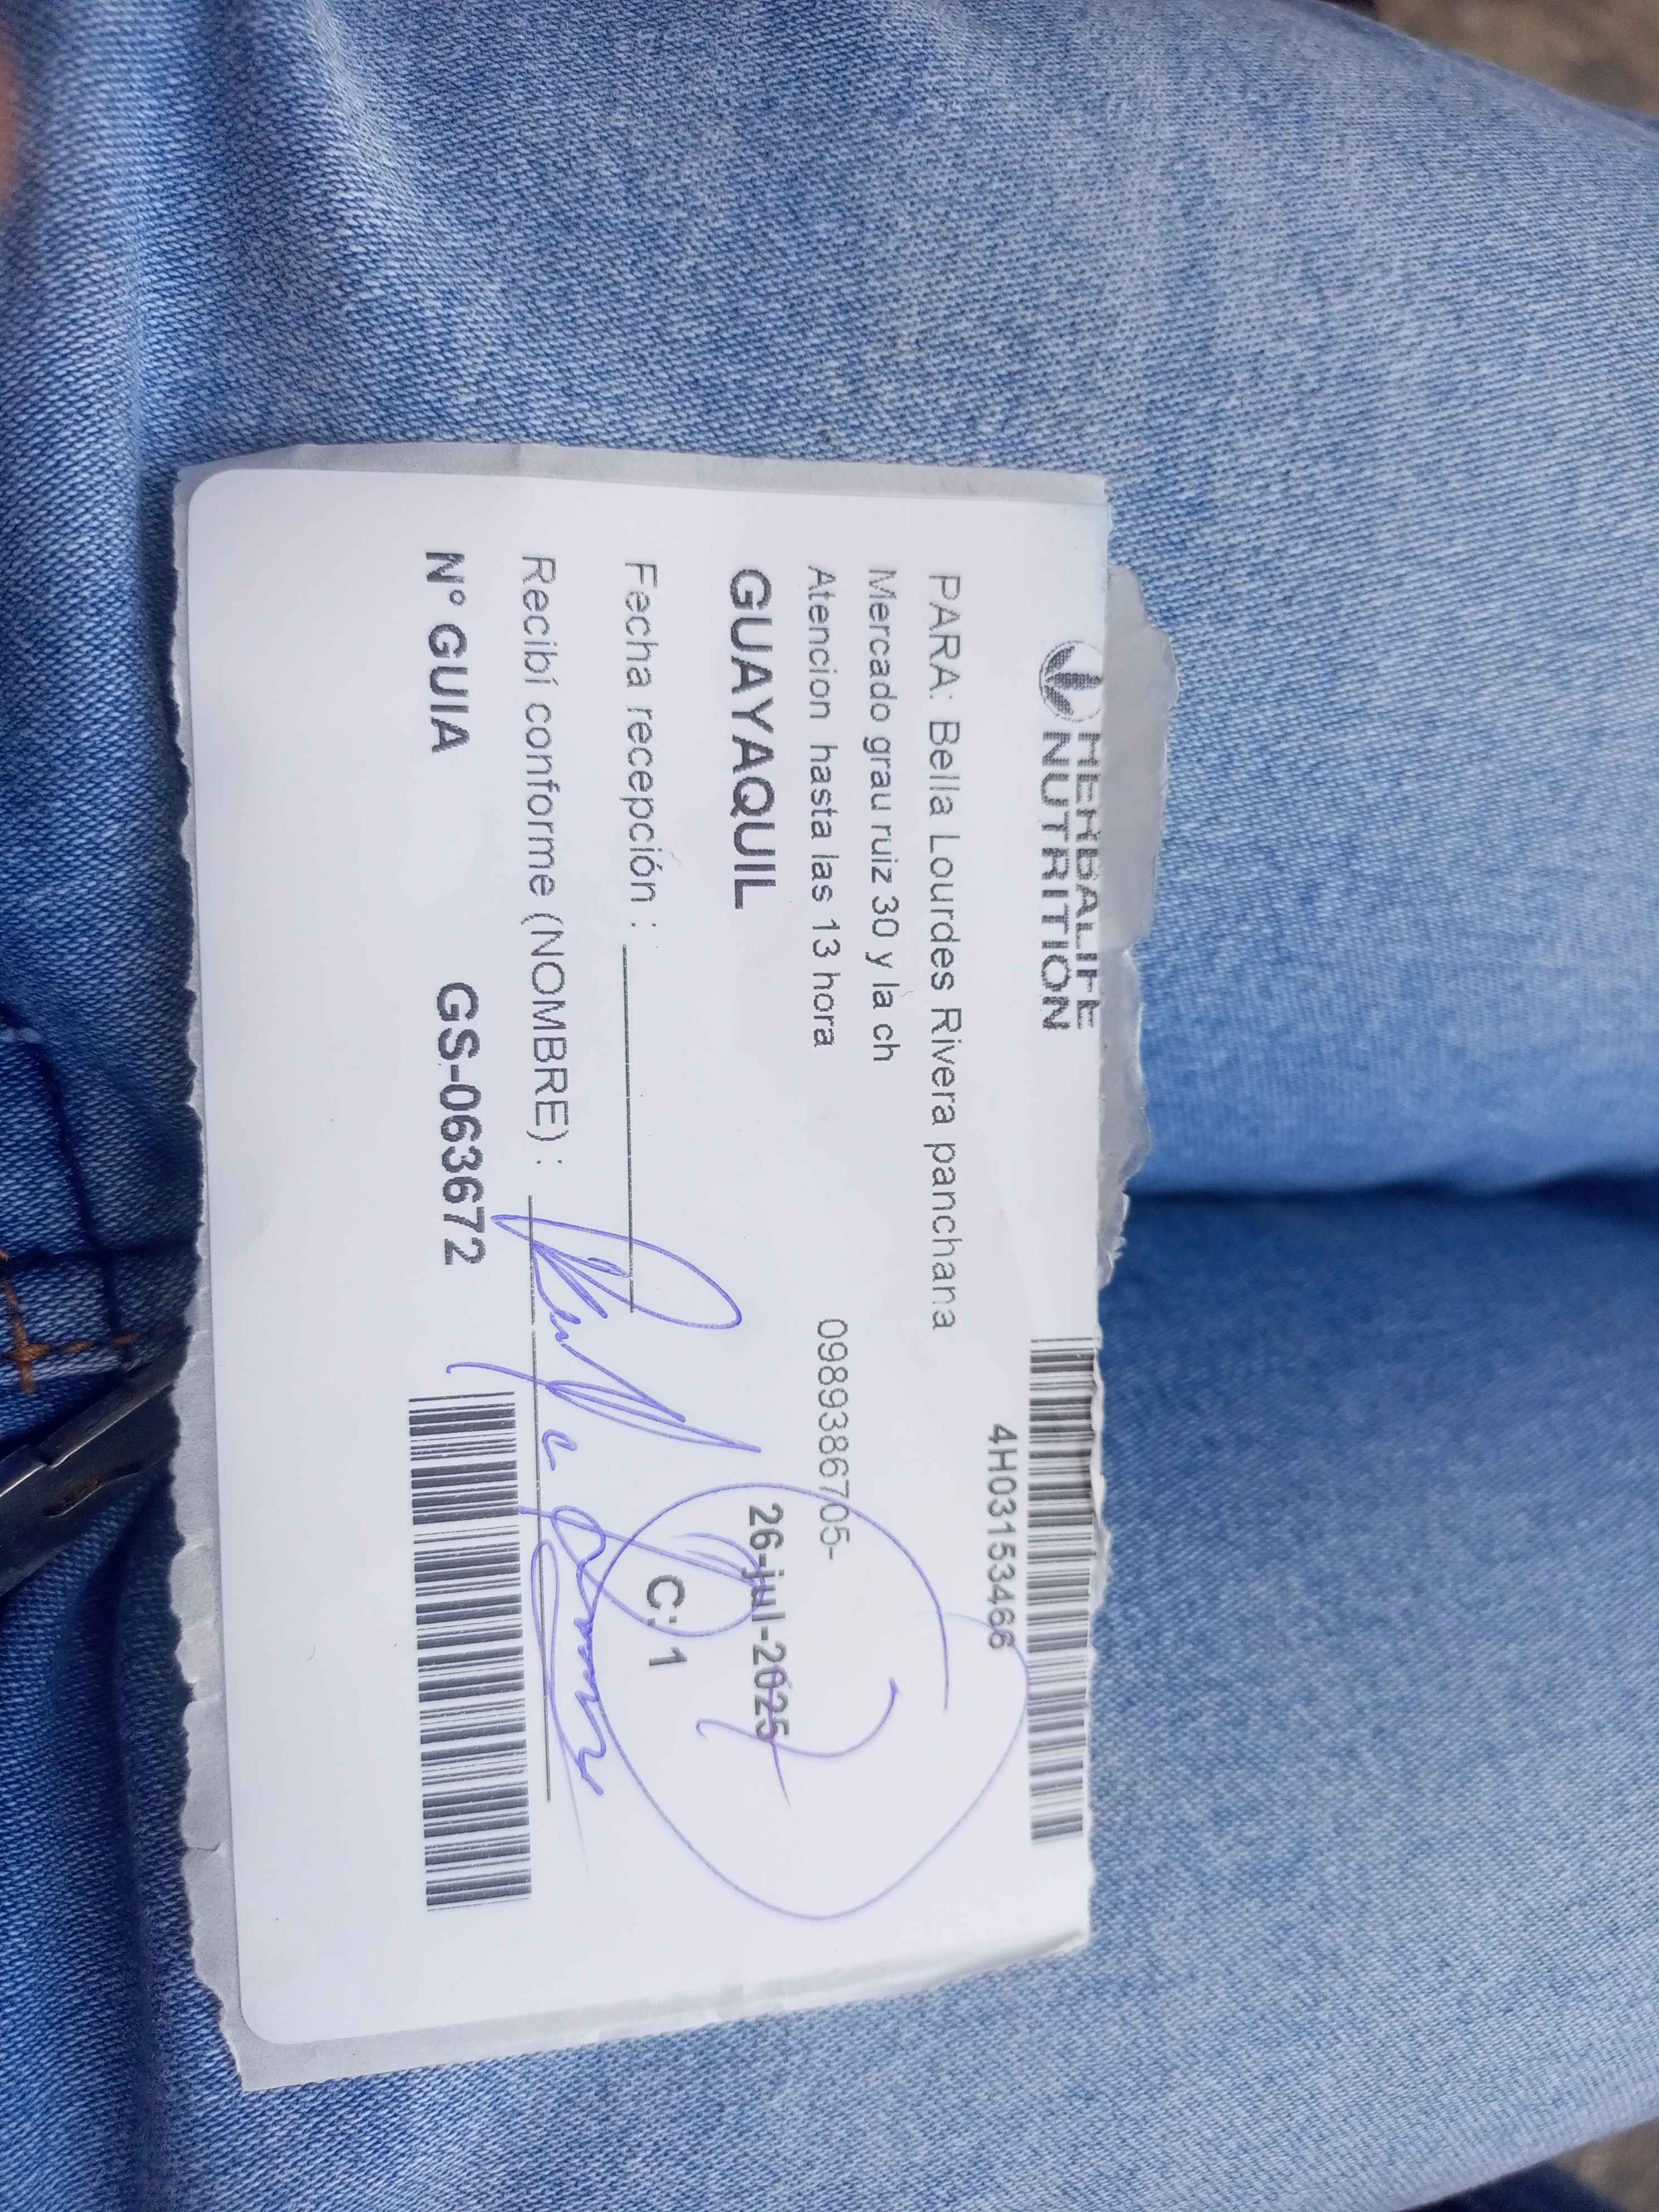 HERBALIFE
NUTRITION
4H03153466
PARA: Bella Lourdes Rivera panchana
Mercado grau ruiz 30 y la ch
Atencion hasta las 13 hora
0989386705-
GUAYAQUIL
26-jul-2025
Fecha recepción :
C: 1
Recibí conforme (NOMBRE) :
N° GUIA
GS-063672